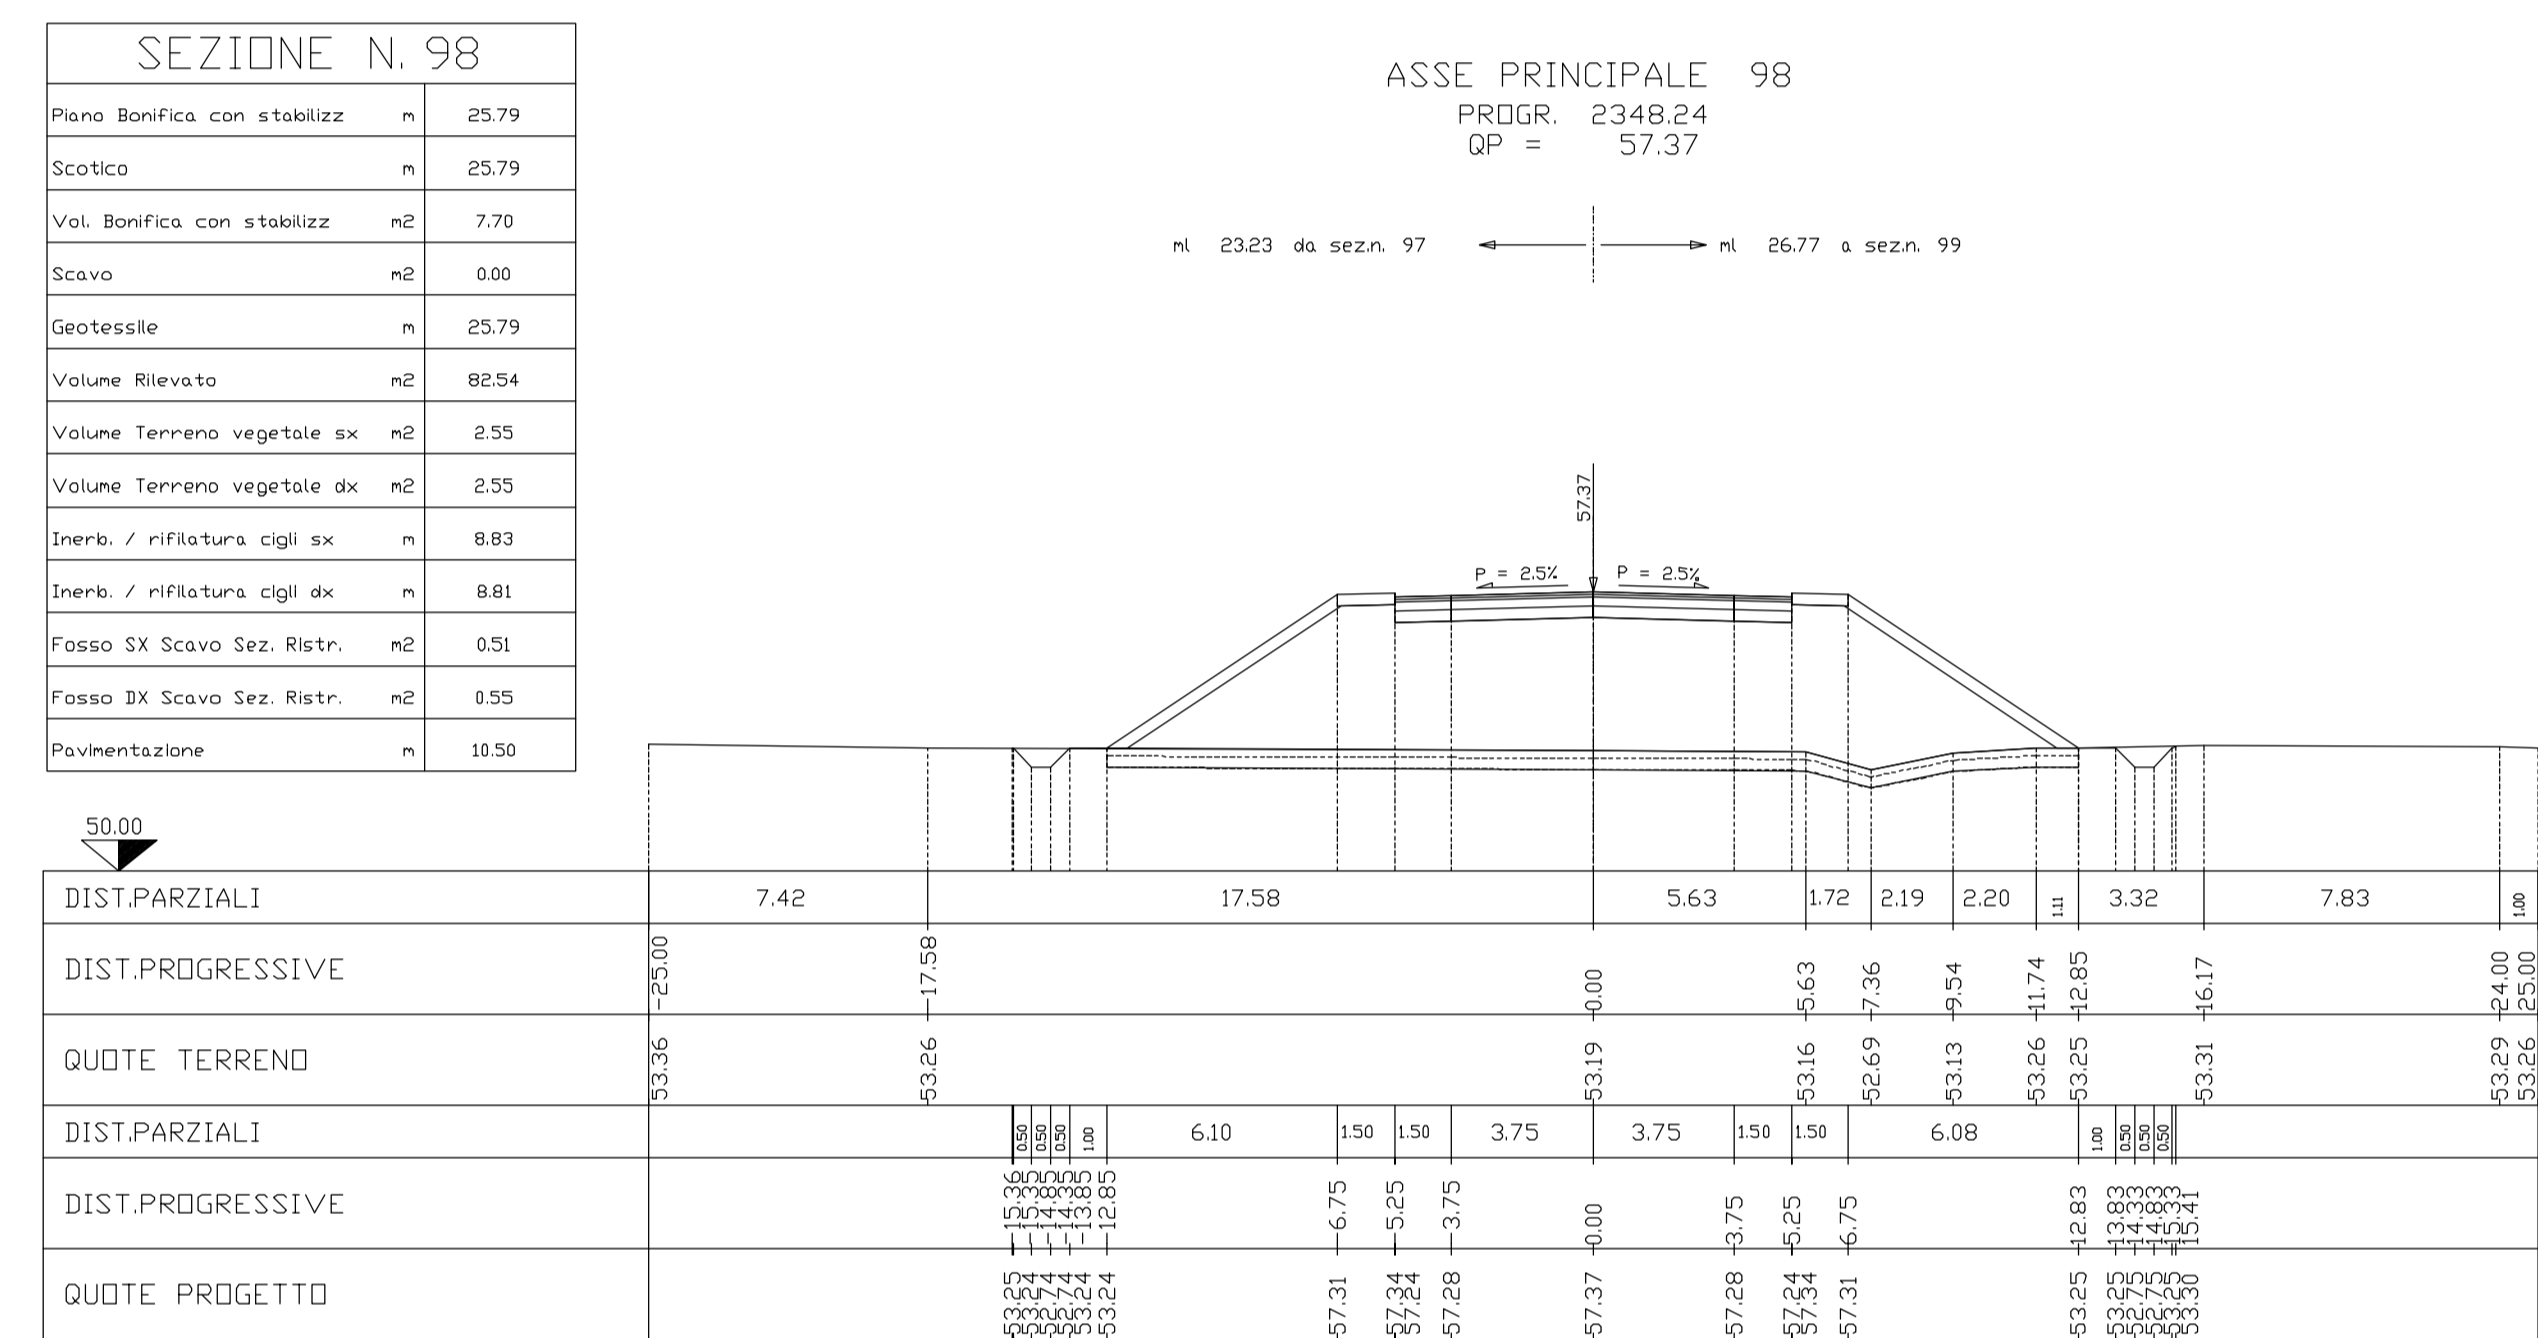 SEZIONE N. 98
Piano Bonifica con stabilizz m 25.79
Scotico m 25.79
Vol. Bonifica con stabilizz m2 7.70
Scavo m2 0.00
Geotessile m 25.79
Volume Rilevato m2 82.54
Volume Terreno vegetale sx m2 2.55
Volume Terreno vegetale dx m2 2.55
Inerb. / rifilatura cigli sx m 8.83
Inerb. / rifilatura cigli dx m 8.81
Fosso SX Scavo Sez. Ristr. m2 0.51
Fosso DX Scavo Sez. Ristr. m2 0.55
Pavimentazione m 10.50
ASSE PRINCIPALE 98
PROGR. 2348.24
QP = 57.37
ml 23.23 da sez.n. 97 ml 26.77 a sez.n. 99
57.37
P = 2.5% P = 2.5%
50.00
DIST.PARZIALI 7.42 17.58 5.63 1.72 2.19 2.20 1.11 3.32 7.83 1.00
DIST.PROGRESSIVE -25.00 -17.58 0.00 5.63 7.36 9.54 11.74 12.85 16.17 24.00 25.00
QUOTE TERRENO 53.36 53.26 53.19 53.16 52.69 53.13 53.26 53.25 53.31 53.29 53.26
DIST.PARZIALI 0.50 0.50 0.50 1.00 6.10 1.50 1.50 3.75 3.75 1.50 1.50 6.08 1.00 0.50 0.50 0.50
DIST.PROGRESSIVE -15.36 -15.35 -14.85 -14.35 -13.85 -12.85 -6.75 -5.25 -3.75 0.00 3.75 5.25 6.75 12.83 13.83 14.33 14.83 15.33 15.41
QUOTE PROGETTO 53.25 53.24 52.74 52.74 53.24 53.24 57.31 57.34 57.24 57.28 57.37 57.28 57.24 57.34 57.31 53.25 53.25 52.75 52.75 53.25 53.30